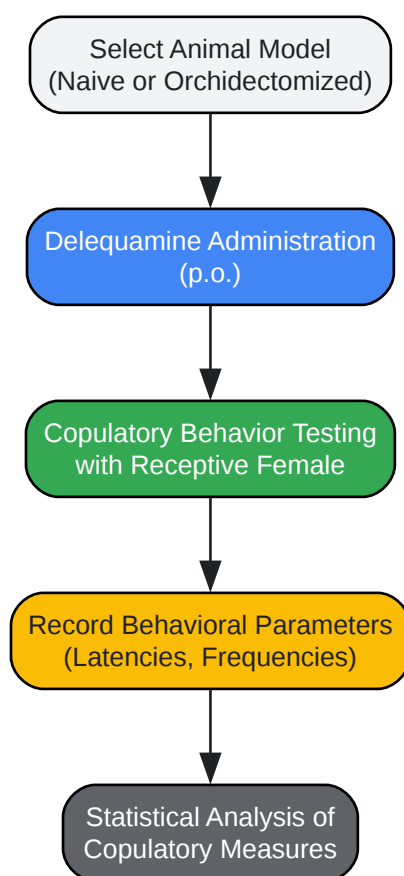 Select Animal Model
(Naive or Orchidectomized)
Delequamine Administration
(p.o.)
Copulatory Behavior Testing
with Receptive Female
Record Behavioral Parameters
(Latencies, Frequencies)
Statistical Analysis of
Copulatory Measures